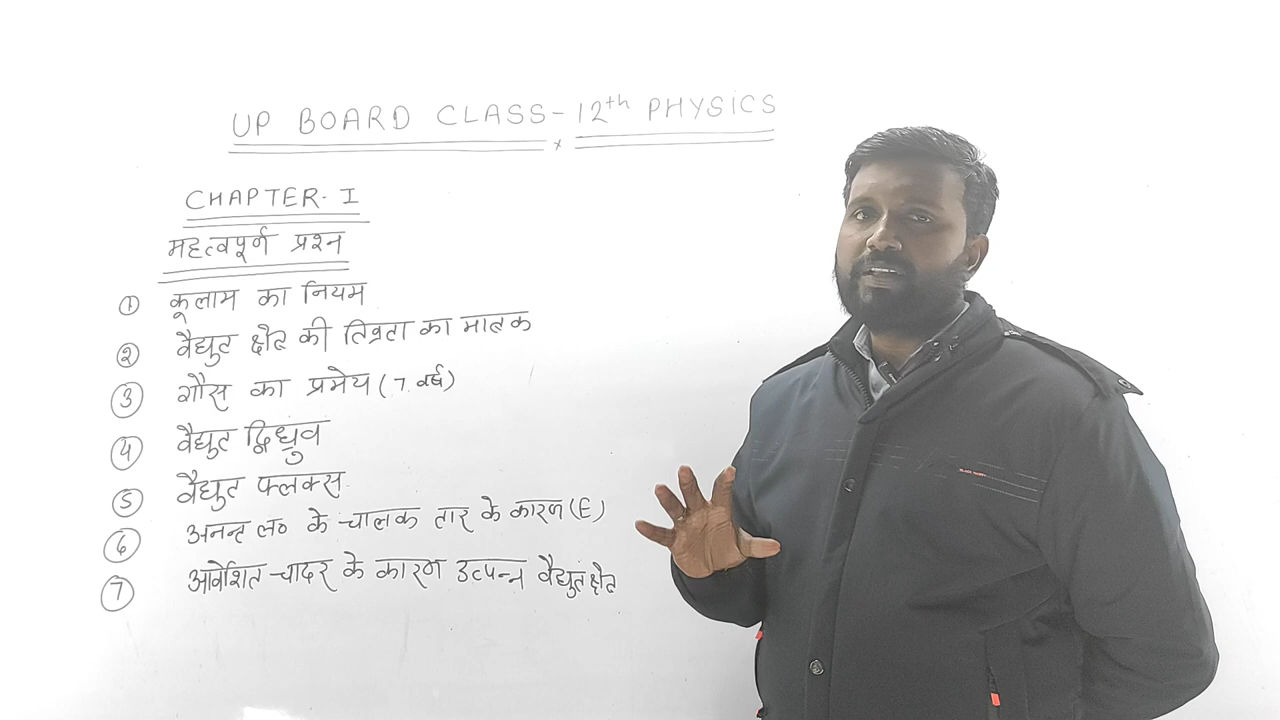 UP BOARD CLASS-12th PHYSICS
CHAPTER-I
महत्वपूर्ण प्रश्न
① कूलाम का नियम
② वैद्युत क्षेत्र की तिव्रता का मात्रक
③ गौस का प्रमेय (7. वर्ष)
④ वैद्युत द्विध्रुव
⑤ वैद्युत फ्लक्स
⑥ अनन्त ल० के चालक तार के कारण (E)
⑦ आवेशित चादर के कारण उत्पन्न वैद्युत क्षेत्र